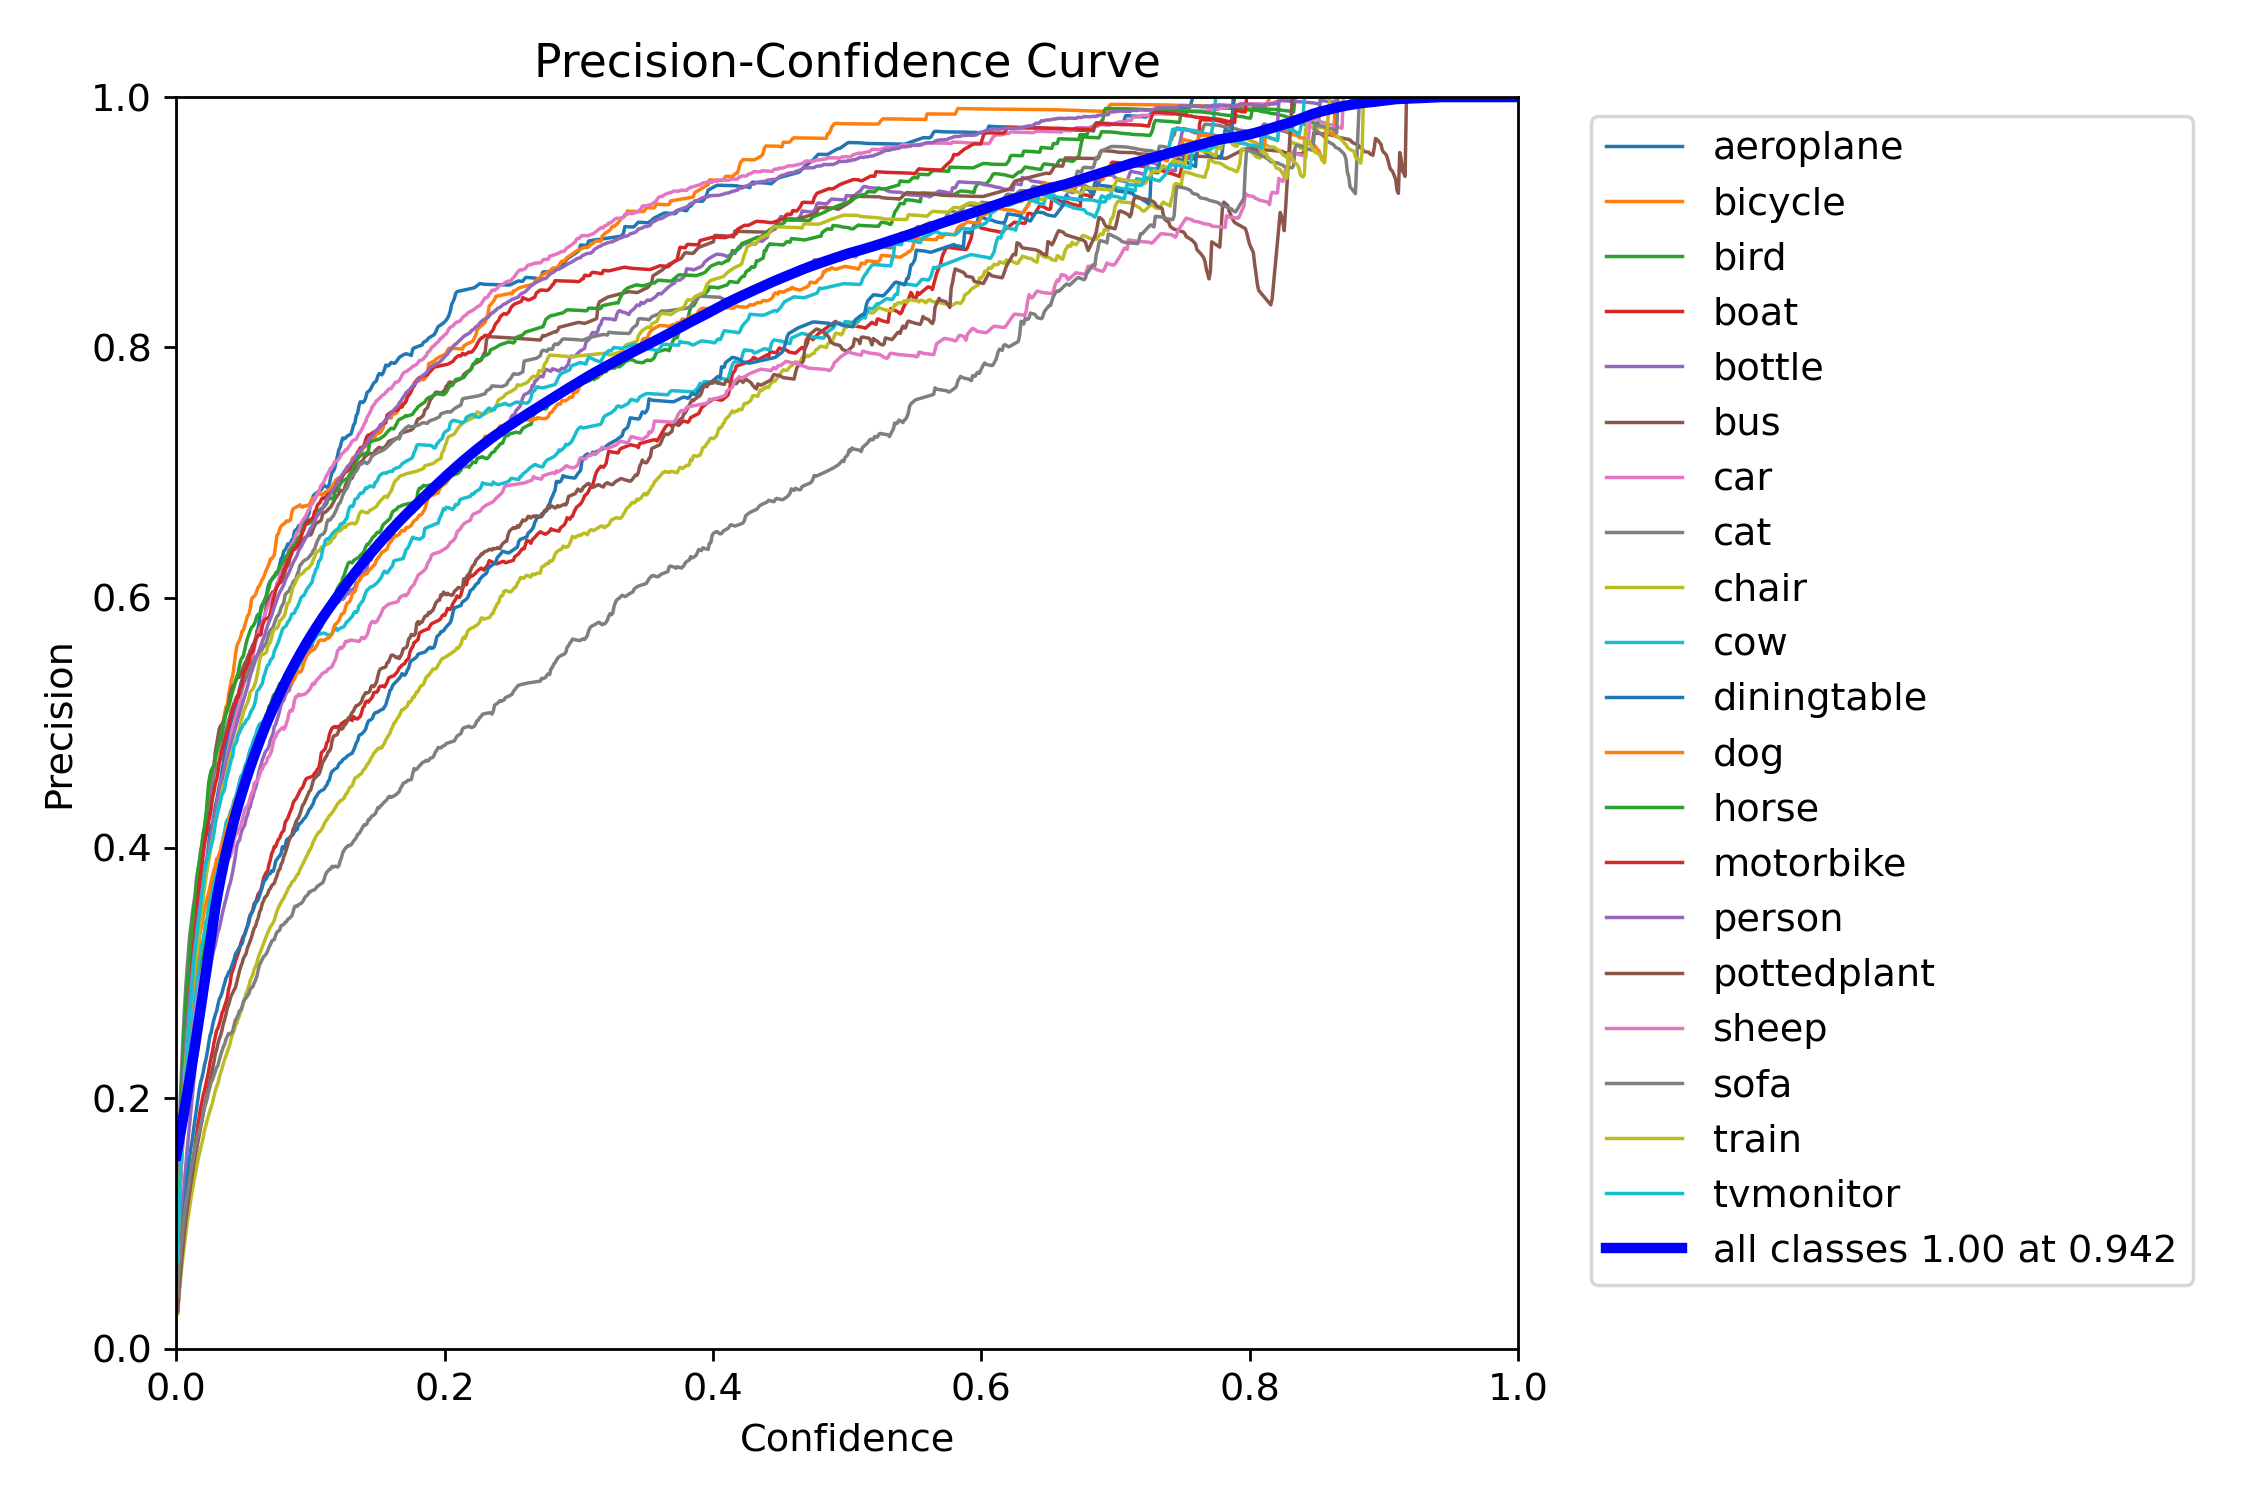 Precision-Confidence Curve
1.0
0.8
0.6
0.4
0.2
0.0
Precision
0.0 0.2 0.4 0.6 0.8 1.0
Confidence
aeroplane
bicycle
bird
boat
bottle
bus
car
cat
chair
cow
diningtable
dog
horse
motorbike
person
pottedplant
sheep
sofa
train
tvmonitor
all classes 1.00 at 0.942